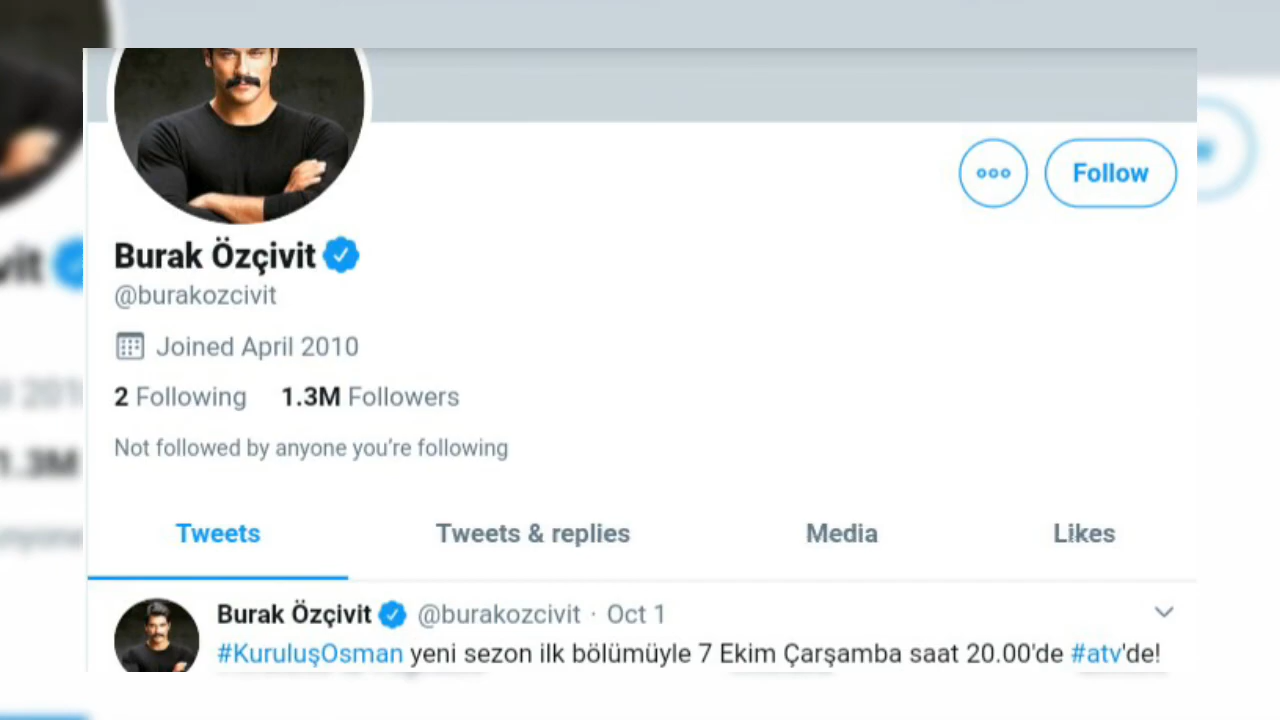 Follow
Burak Özçivit
@burakozcivit
Joined April 2010
2 Following 1.3M Followers
Not followed by anyone you're following
Tweets Tweets & replies Media Likes
Burak Özçivit @burakozcivit · Oct 1
#KuruluşOsman yeni sezon ilk bölümüyle 7 Ekim Çarşamba saat 20.00'de #atv'de!